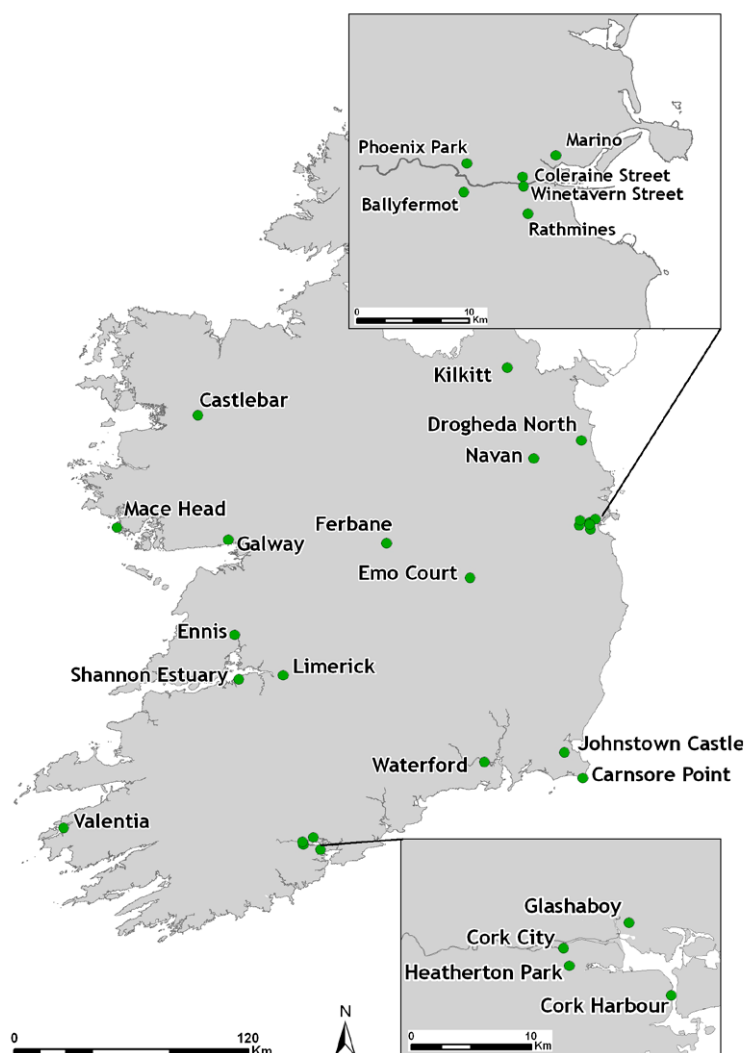 Marino
Phoenix Park
Coleraine Street
Winetavern Street
Ballyfermot
Rathmines
0 10
Km
Kilkitt
Castlebar
Drogheda North
Navan
Mace Head
Ferbane
Galway
Emo Court
Ennis
Limerick
Shannon Estuary
Johnstown Castle
Waterford
Carnsore Point
Valentia
Glashaboy
Cork City
Heatherton Park
Cork Harbour
N
0 120
Km
0 10
Km